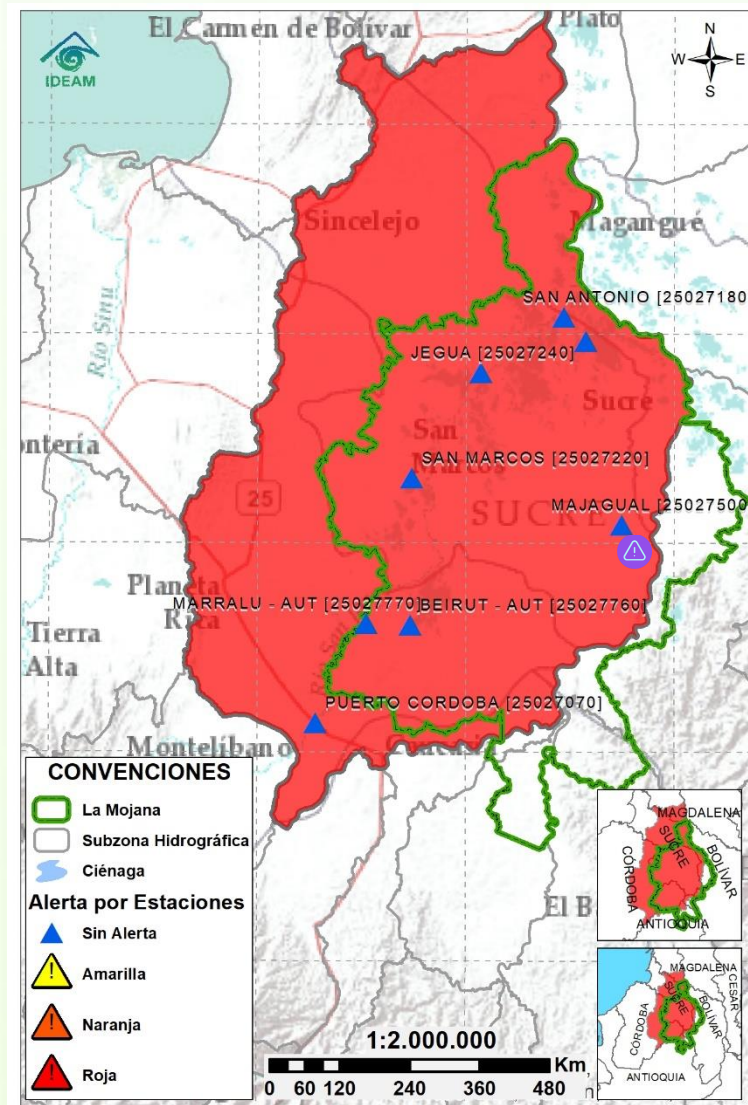 El Carmen de Bolívar
Plato
IDEAM
N
W
E
S
Sincelejo
Magangué
Río Sinu
SAN ANTONIO [25027180
JEGUA [25027240]
Sucre
ontería
San
Marcos
SAN MARCOS [25027220]
25
SUCRE
MAJAGUAL [25027500
Planeta
Rica
MARRALU - AUT [25027770]
BEIRUT - AUT [25027760]
Tierra
Alta
PUERTO CORDOBA [25027070]
Montelíbano
El B
CONVENCIONES
La Mojana
Subzona Hidrográfica
Ciénaga
Alerta por Estaciones
Sin Alerta
Amarilla
Naranja
Roja
1:2.000.000
Km
0 60 120 240 360 480
MAGDALENA
SUCRE
BOLÍVAR
CÓRDOBA
ANTIOQUIA
MAGDALENA
CESAR
SUCRE
BOLÍVAR
CÓRDOBA
ANTIOQUIA